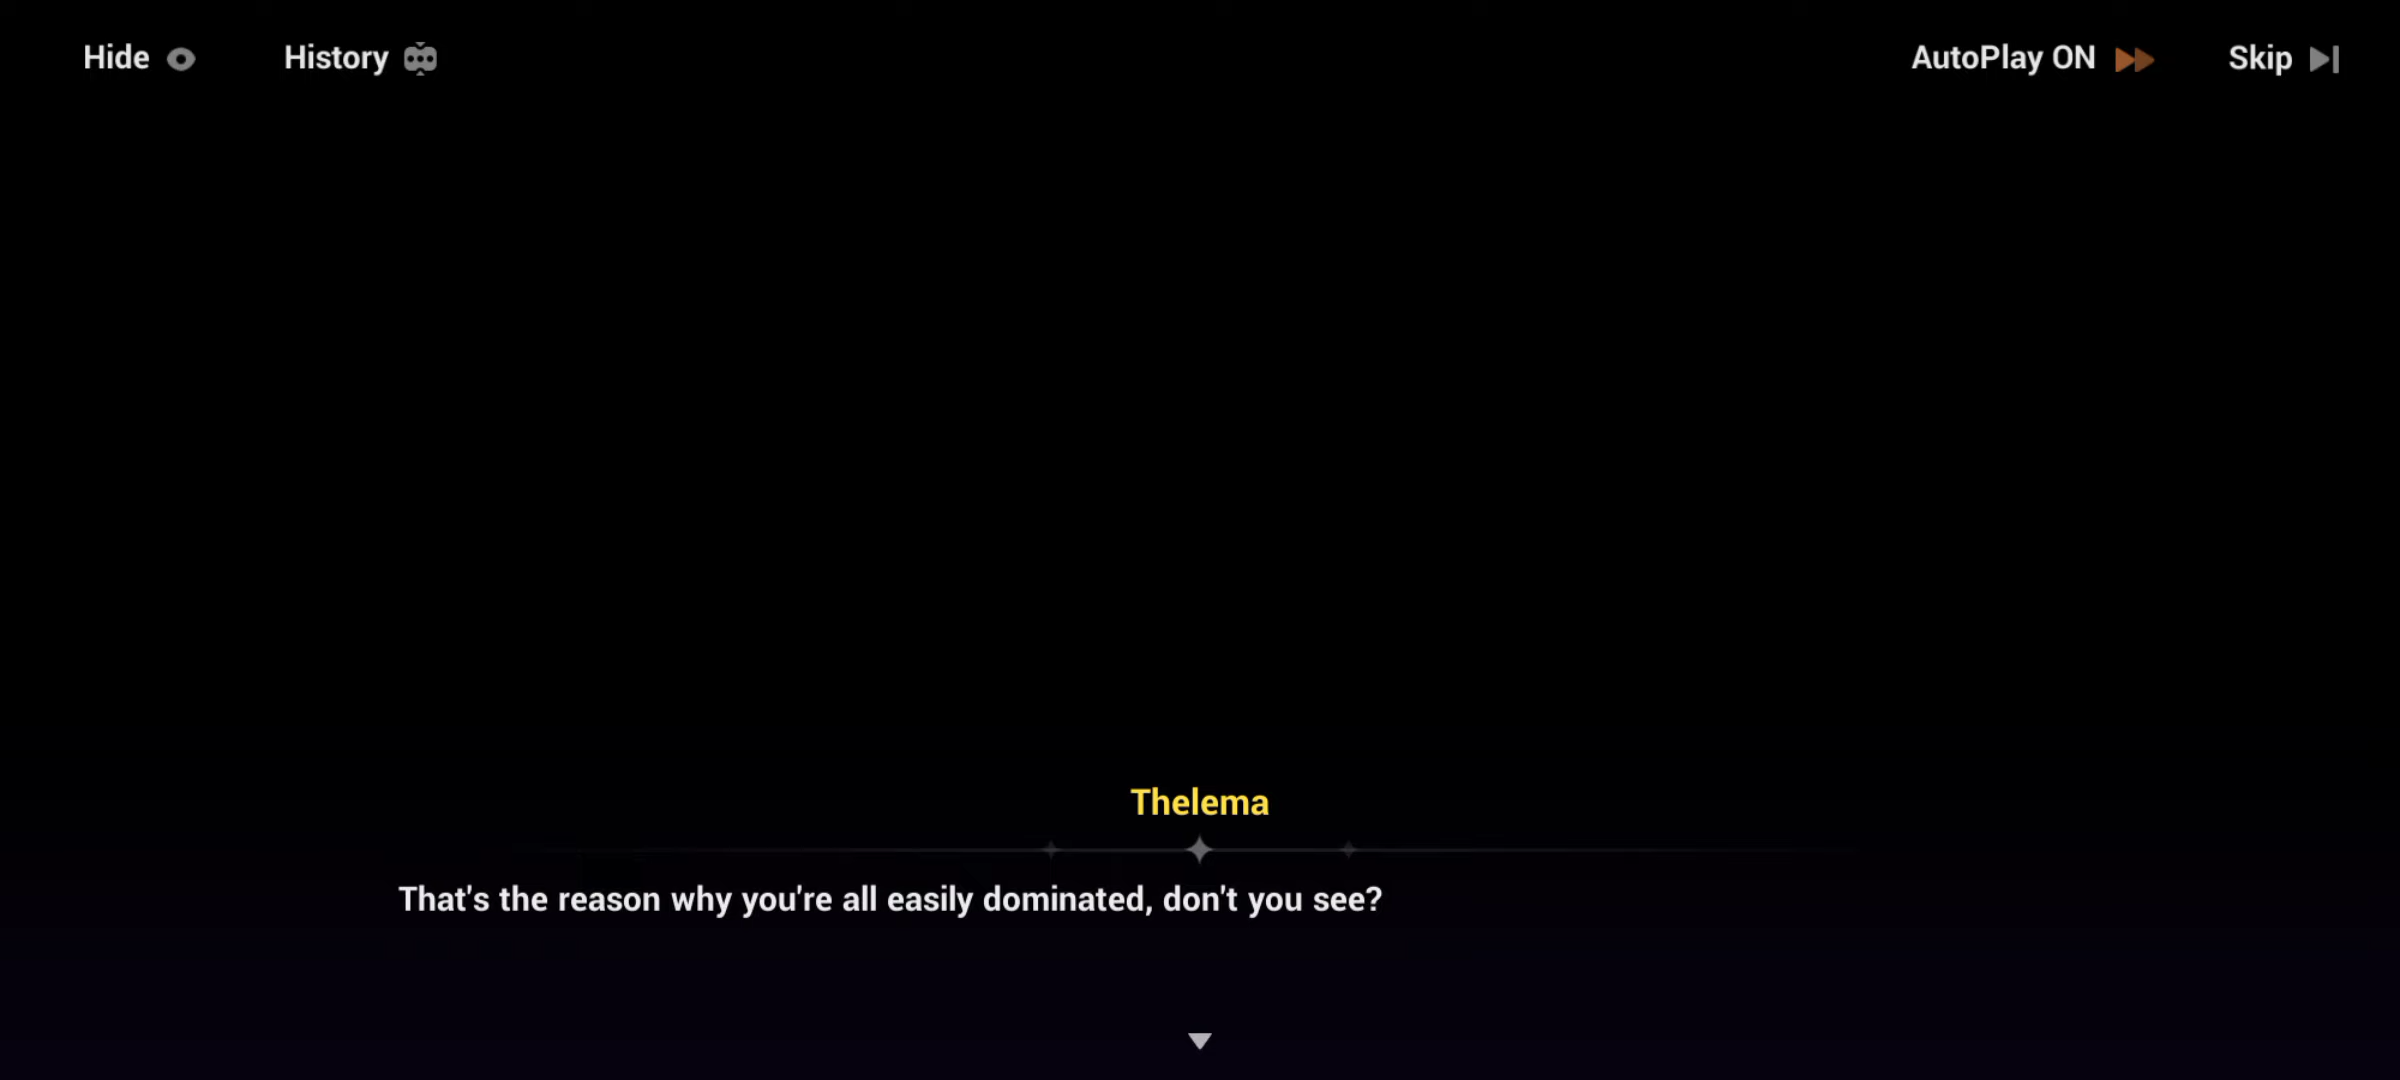 Hide
History
AutoPlay ON
Skip
Thelema
That's the reason why you're all easily dominated, don't you see?